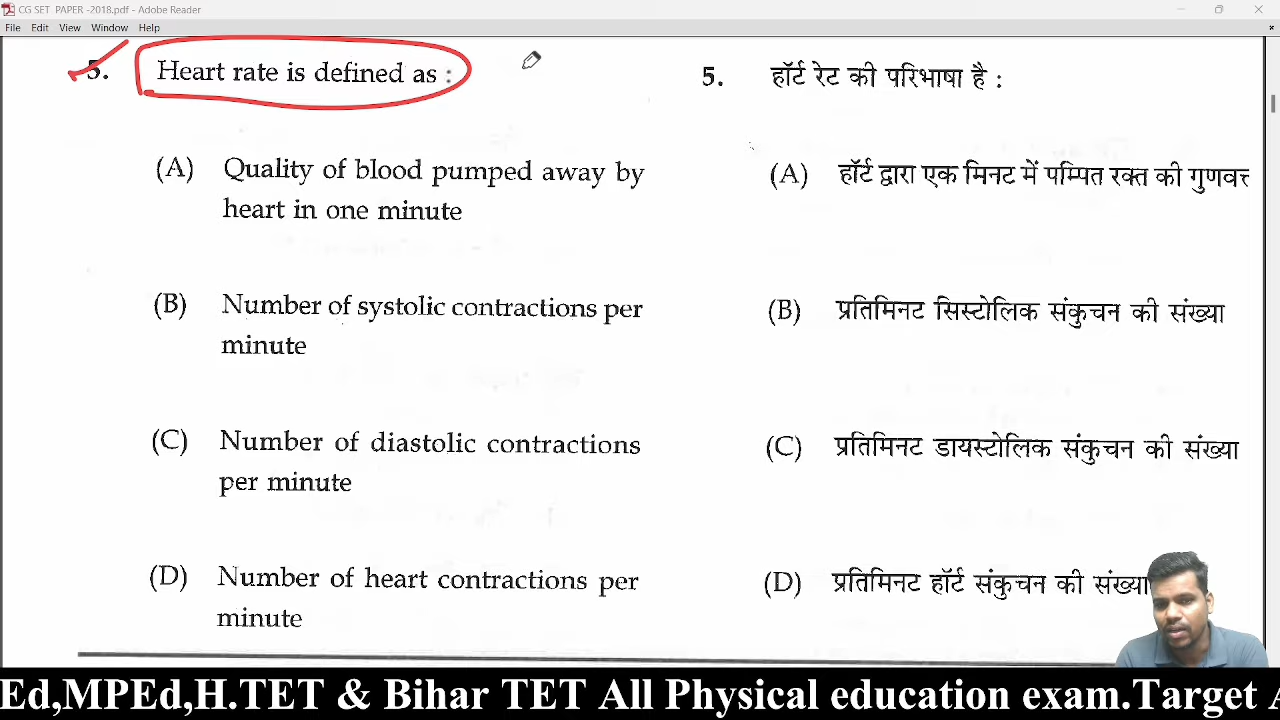 CG SET PAPER -2018.pdf - Adobe Reader
File Edit View Window Help
5. Heart rate is defined as :
(A) Quality of blood pumped away by
heart in one minute
(B) Number of systolic contractions per
minute
(C) Number of diastolic contractions
per minute
(D) Number of heart contractions per
minute
5. हॉर्ट रेट की परिभाषा है :
(A) हॉर्ट द्वारा एक मिनट में पम्पित रक्त की
(B) प्रतिमिनट सिस्टोलिक संकुचन की संख्या
(C) प्रतिमिनट डायस्टोलिक संकुचन की संख्या
(D) प्रतिमिनट हॉर्ट संकुचन की संख्या
Ed,MPEd,H.TET & Bihar TET All Physical education exam.Target